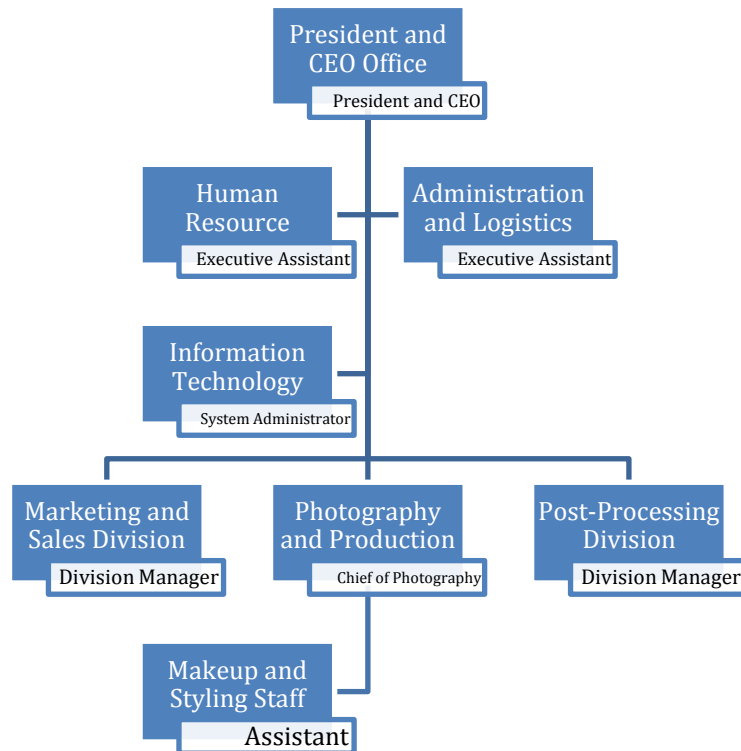 President and
CEO Office
President and CEO
Human
Resource
Executive Assistant
Administration
and Logistics
Executive Assistant
Information
Technology
System Administrator
Marketing and
Sales Division
Division Manager
Photography
and Production
Chief of Photography
Post-Processing
Division
Division Manager
Makeup and
Styling Staff
Assistant